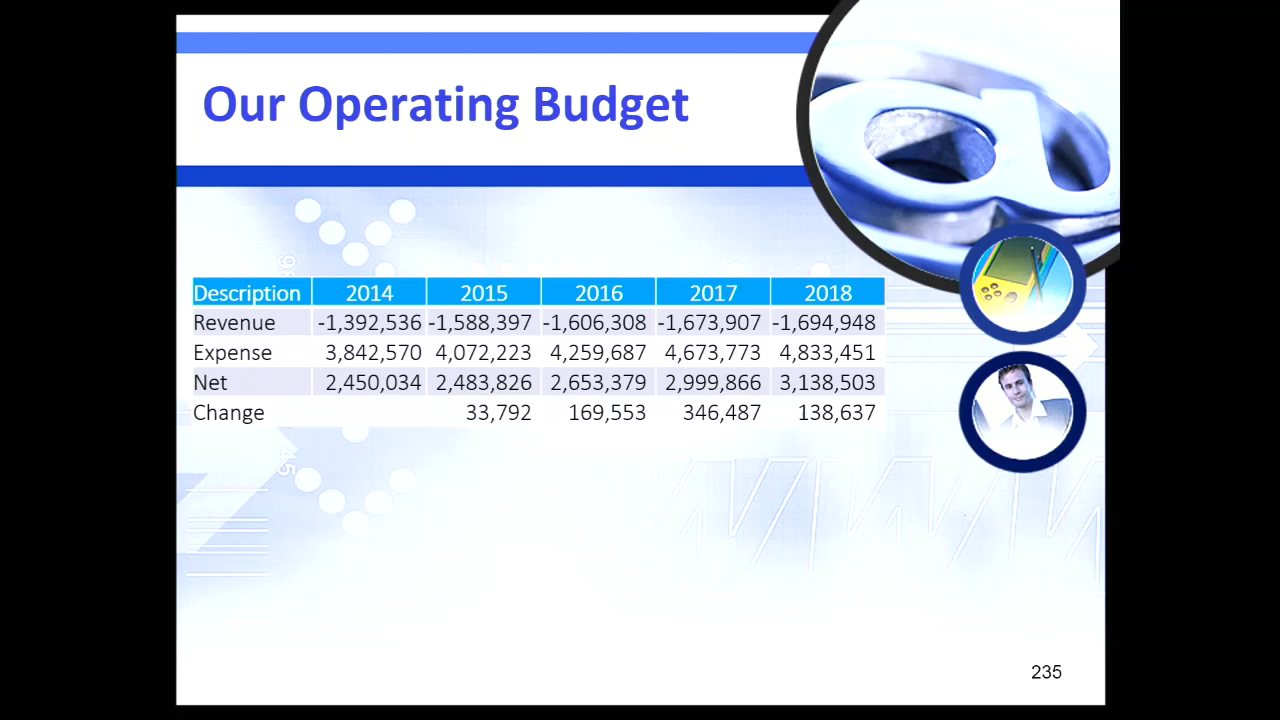 Our Operating Budget
Description 2014 2015 2016 2017 2018
Revenue -1,392,536 -1,588,397 -1,606,308 -1,673,907 -1,694,948
Expense 3,842,570 4,072,223 4,259,687 4,673,773 4,833,451
Net 2,450,034 2,483,826 2,653,379 2,999,866 3,138,503
Change 33,792 169,553 346,487 138,637
235